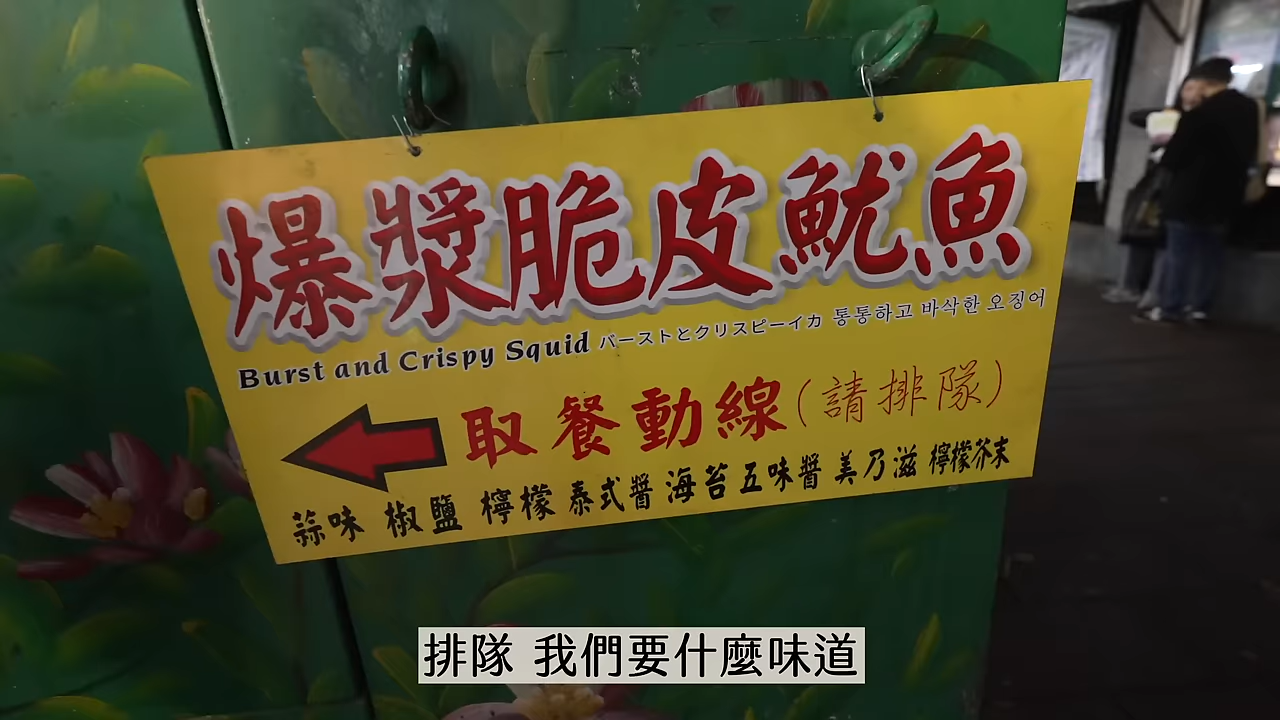 爆漿脆皮魷魚
Burst and Crispy Squid バーストとクリスピーイカ 통통하고 바삭한 오징어
取餐動線(請排隊)
蒜味 椒鹽 檸檬 泰式醬 海苔 五味醬 美乃滋 檸檬芥末
排隊 我們要什麼味道